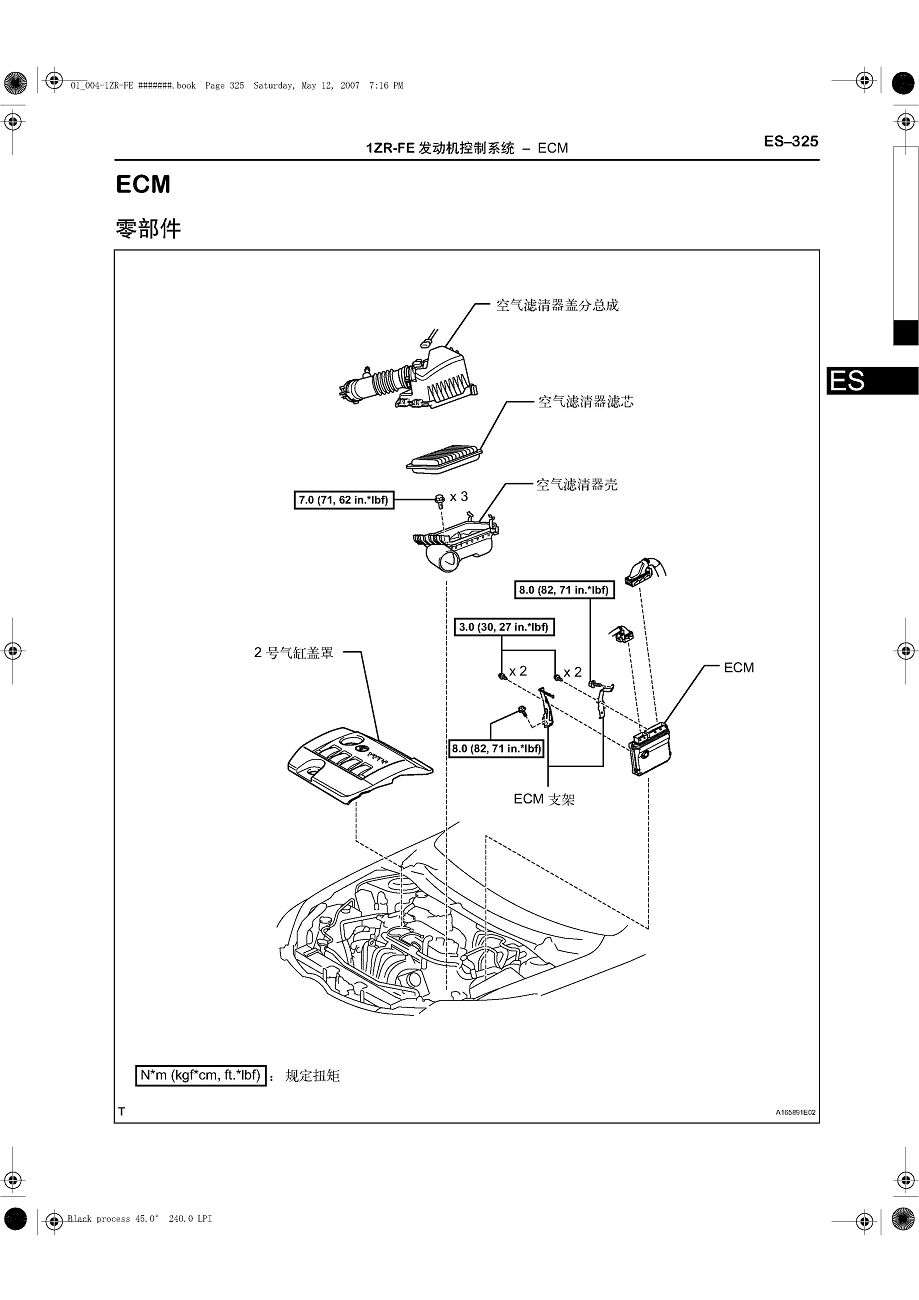 01_004-1ZR-FE #######.book Page 325 Saturday, May 12, 2007 7:16 PM
1ZR-FE 发动机控制系统 – ECM
ES–325
ECM
零部件
ES
空气滤清器盖分总成
空气滤清器滤芯
空气滤清器壳
7.0 (71, 62 in.*lbf)
x 3
8.0 (82, 71 in.*lbf)
3.0 (30, 27 in.*lbf)
2 号气缸盖罩
x 2
x 2
ECM
8.0 (82, 71 in.*lbf)
ECM 支架
N*m (kgf*cm, ft.*lbf) : 规定扭矩
T
A165891E02
Black process 45.0° 240.0 LPI